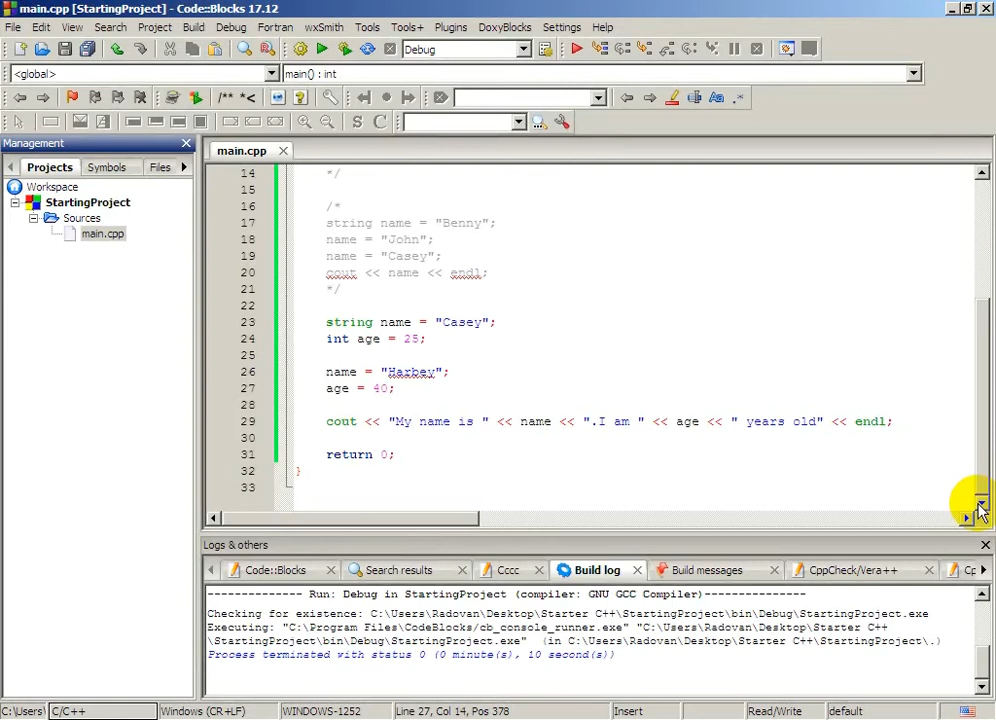 main.cpp [StartingProject] - Code::Blocks 17.12
File Edit View Search Project Build Debug Fortran wxSmith Tools Tools+ Plugins DoxyBlocks Settings Help
Debug
<global>
main() : int
/** *<
S C
Management
Projects Symbols Files
Workspace
StartingProject
Sources
main.cpp
main.cpp
14 */
15
16 /*
17 string name = "Benny";
18 name = "John";
19 name = "Casey";
20 cout << name << endl;
21 */
22
23 string name = "Casey";
24 int age = 25;
25
26 name = "Harbey";
27 age = 40;
28
29 cout << "My name is " << name << ".I am " << age << " years old" << endl;
30
31 return 0;
32 }
33
Logs & others
Code::Blocks Search results Cccc Build log Build messages CppCheck/Vera++ Cp
-------------- Run: Debug in StartingProject (compiler: GNU GCC Compiler)---------------
Checking for existence: C:\Users\Radovan\Desktop\Starter C++\StartingProject\bin\Debug\StartingProject.exe
Executing: "C:\Program Files\CodeBlocks/cb_console_runner.exe" "C:\Users\Radovan\Desktop\Starter C++
\StartingProject\bin\Debug\StartingProject.exe"  (in C:\Users\Radovan\Desktop\Starter C++\StartingProject\.)
Process terminated with status 0 (0 minute(s), 10 second(s))
C:\Users\ C/C++ Windows (CR+LF) WINDOWS-1252 Line 27, Col 14, Pos 378 Insert Read/Write default